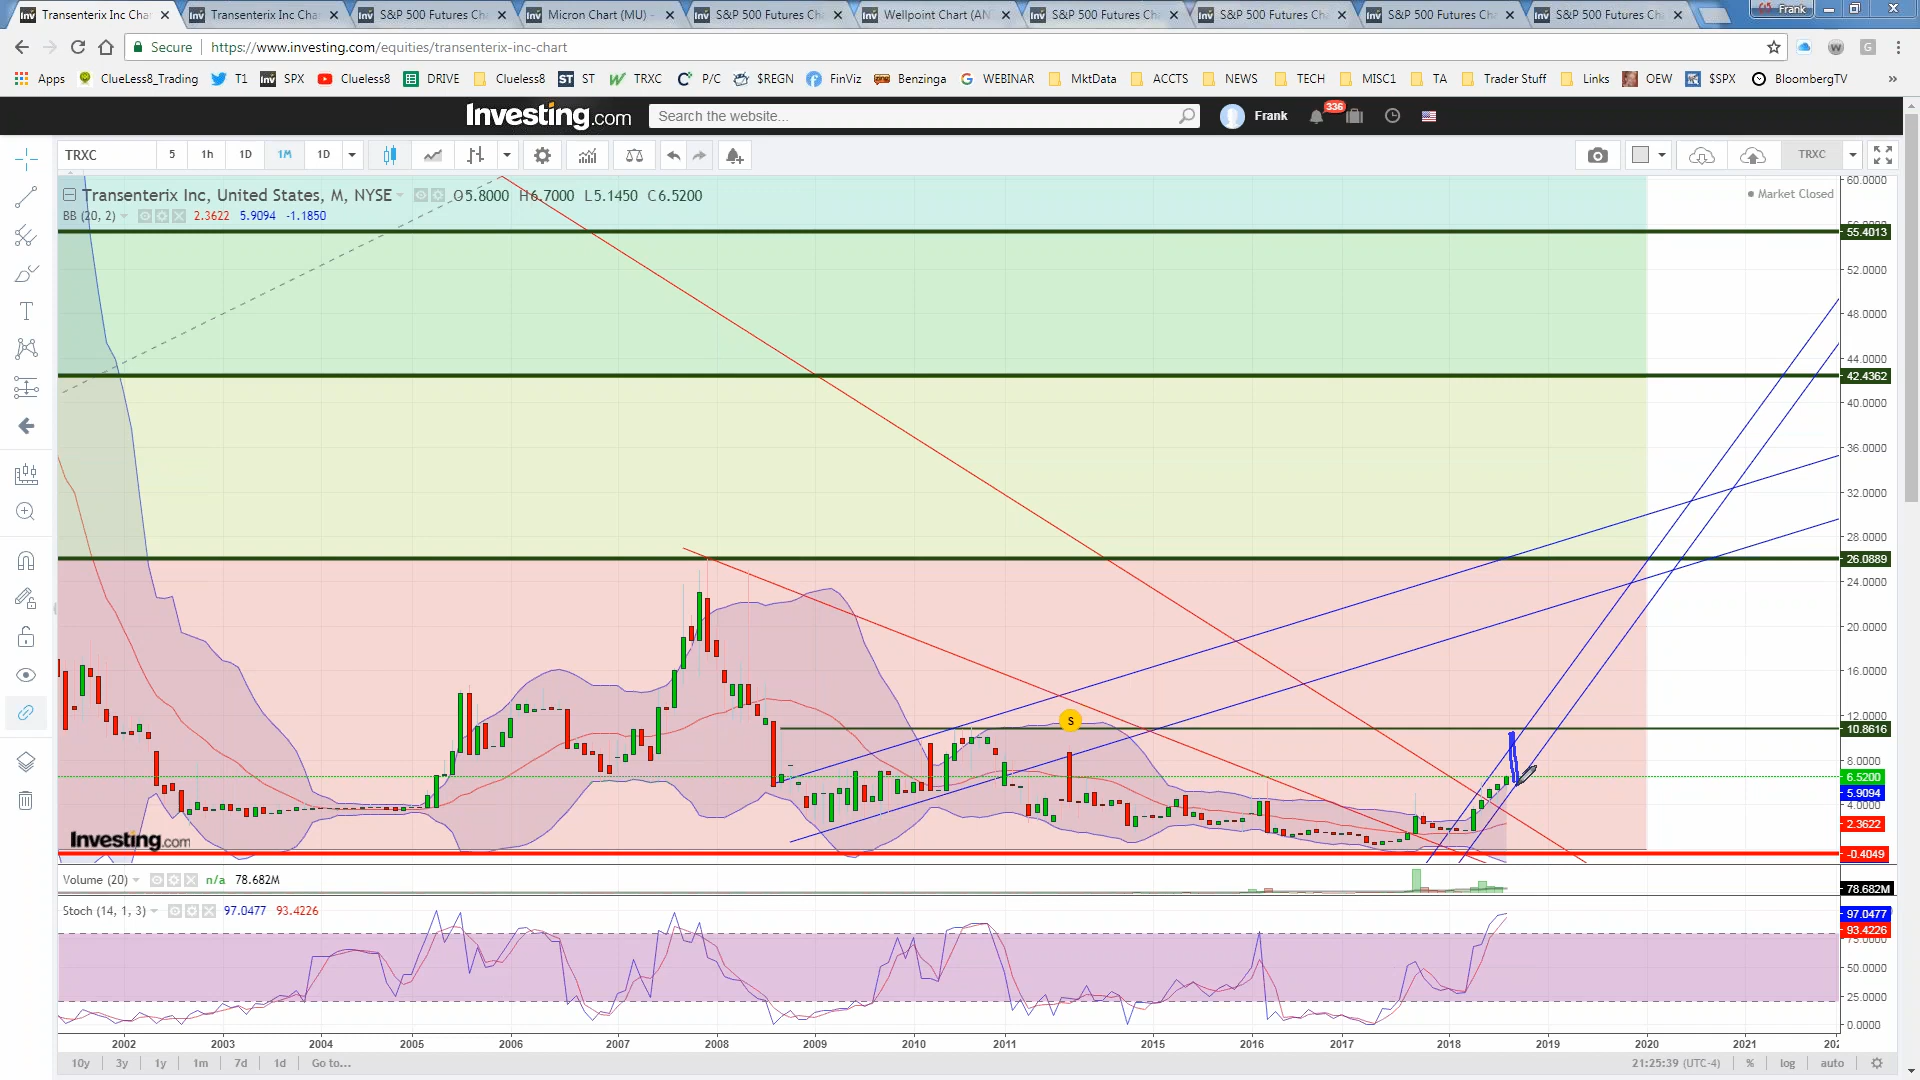 Transenterix Inc Cha
Transenterix Inc Cha
S&P 500 Futures Cha
Micron Chart (MU) -
S&P 500 Futures Cha
Wellpoint Chart (AN
S&P 500 Futures Cha
S&P 500 Futures Cha
S&P 500 Futures Cha
S&P 500 Futures Cha
Frank
Secure
https://www.investing.com/equities/transenterix-inc-chart
Apps
ClueLess8_Trading
T1
SPX
Clueless8
DRIVE
Clueless8
ST
TRXC
P/C
$REGN
FinViz
Benzinga
WEBINAR
MktData
ACCTS
NEWS
TECH
MISC1
TA
Trader Stuff
Links
OEW
$SPX
BloombergTV
Investing.com
Search the website...
Frank
336
TRXC
5
1h
1D
1M
1D
TRXC
Transenterix Inc, United States, M, NYSE
O5.8000 H6.7000 L5.1450 C6.5200
Market Closed
BB (20, 2)
2.3622 5.9094 -1.1850
60.0000
55.4013
52.0000
48.0000
44.0000
42.4362
40.0000
36.0000
32.0000
28.0000
26.0889
24.0000
20.0000
16.0000
12.0000
S
10.8616
8.0000
6.5200
5.9094
4.0000
2.3622
Investing.com
-0.4049
Volume (20)
n/a 78.682M
78.682M
Stoch (14, 1, 3)
97.0477 93.4226
97.0477
93.4226
75.0000
50.0000
25.0000
0.0000
2002 2003 2004 2005 2006 2007 2008 2009 2010 2011 2015 2016 2017 2018 2019 2020 2021 202
10y 3y 1y 1m 7d 1d Go to...
21:25:39 (UTC-4) % log auto